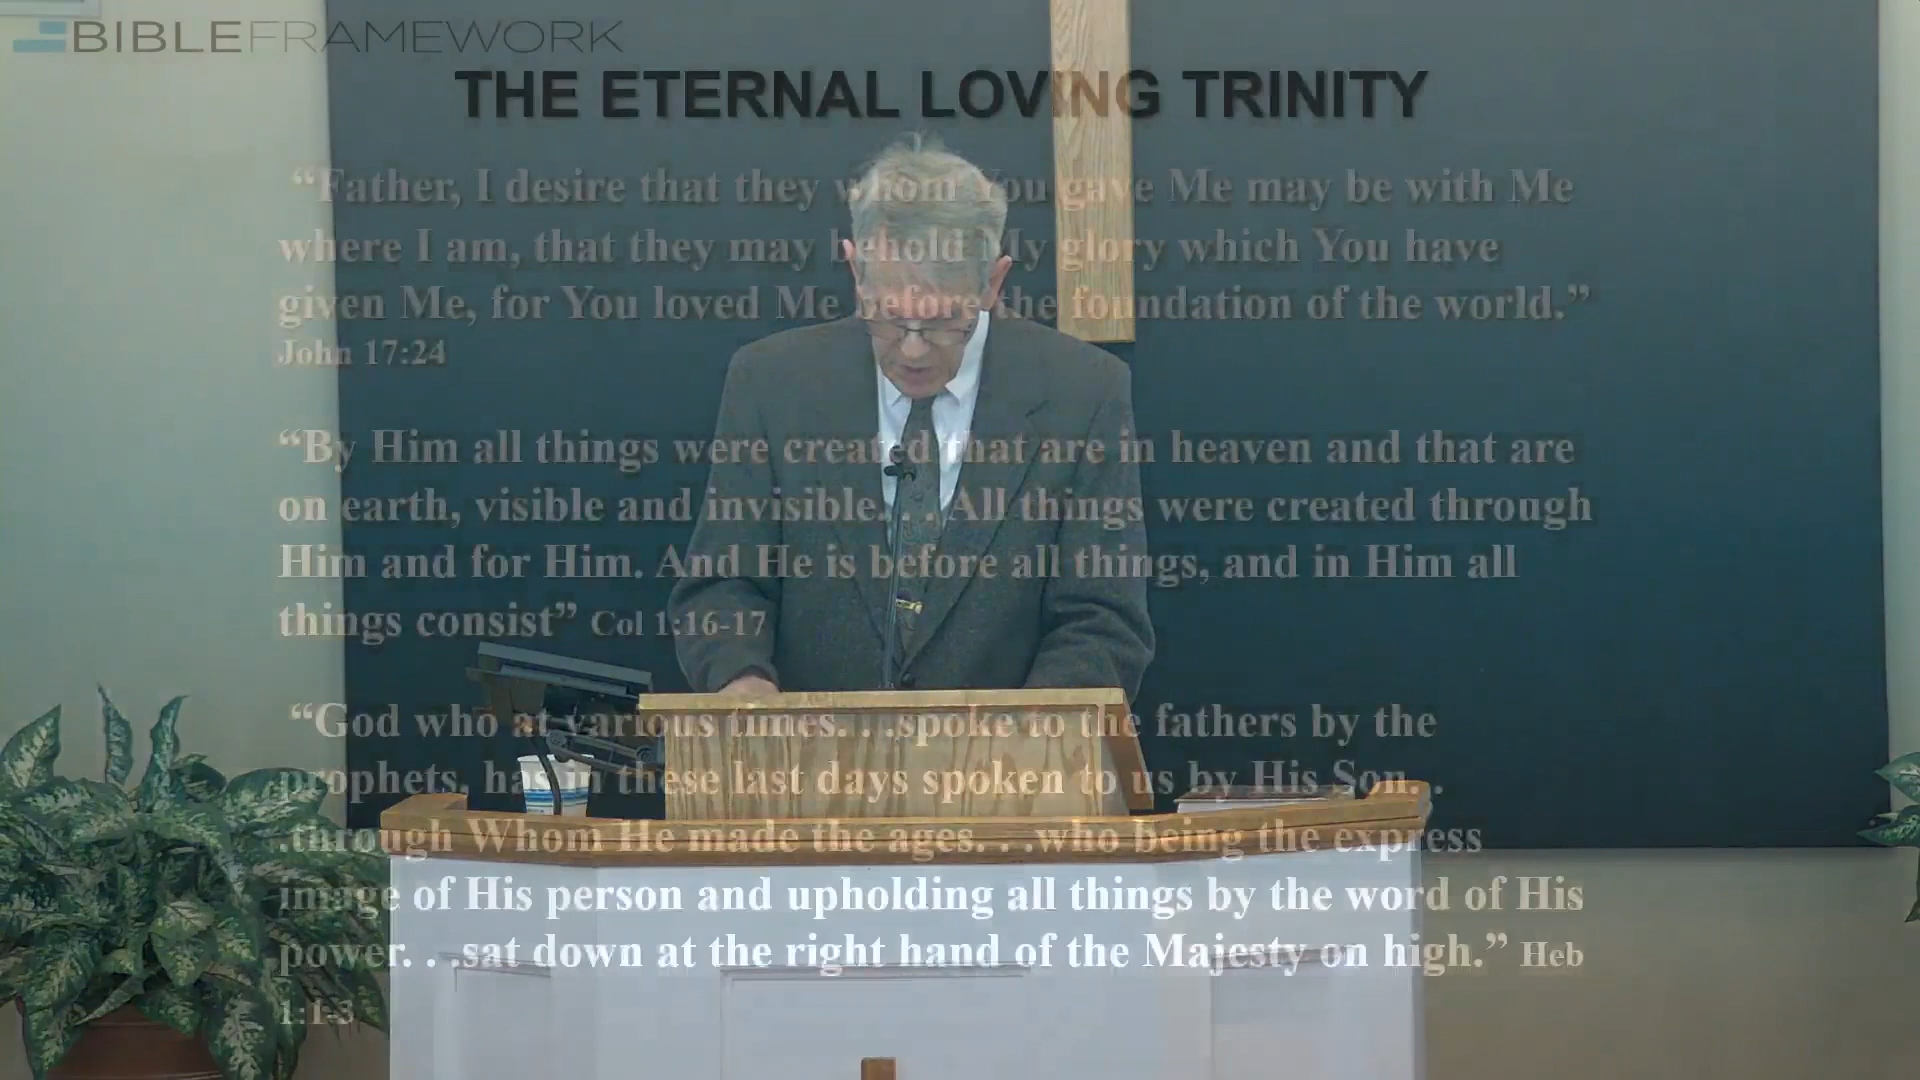 BIBLEFRAMEWORK
THE ETERNAL LOVING TRINITY
“Father, I desire that they whom You gave Me may be with Me
where I am, that they may behold My glory which You have
given Me, for You loved Me before the foundation of the world.”
John 17:24
“By Him all things were created that are in heaven and that are
on earth, visible and invisible. . . All things were created through
Him and for Him. And He is before all things, and in Him all
things consist” Col 1:16-17
“God who at various times. . .spoke to the fathers by the
prophets, has in these last days spoken to us by His Son. .
.through Whom He made the ages. . .who being the express
image of His person and upholding all things by the word of His
power. . .sat down at the right hand of the Majesty on high.” Heb
1:1-3